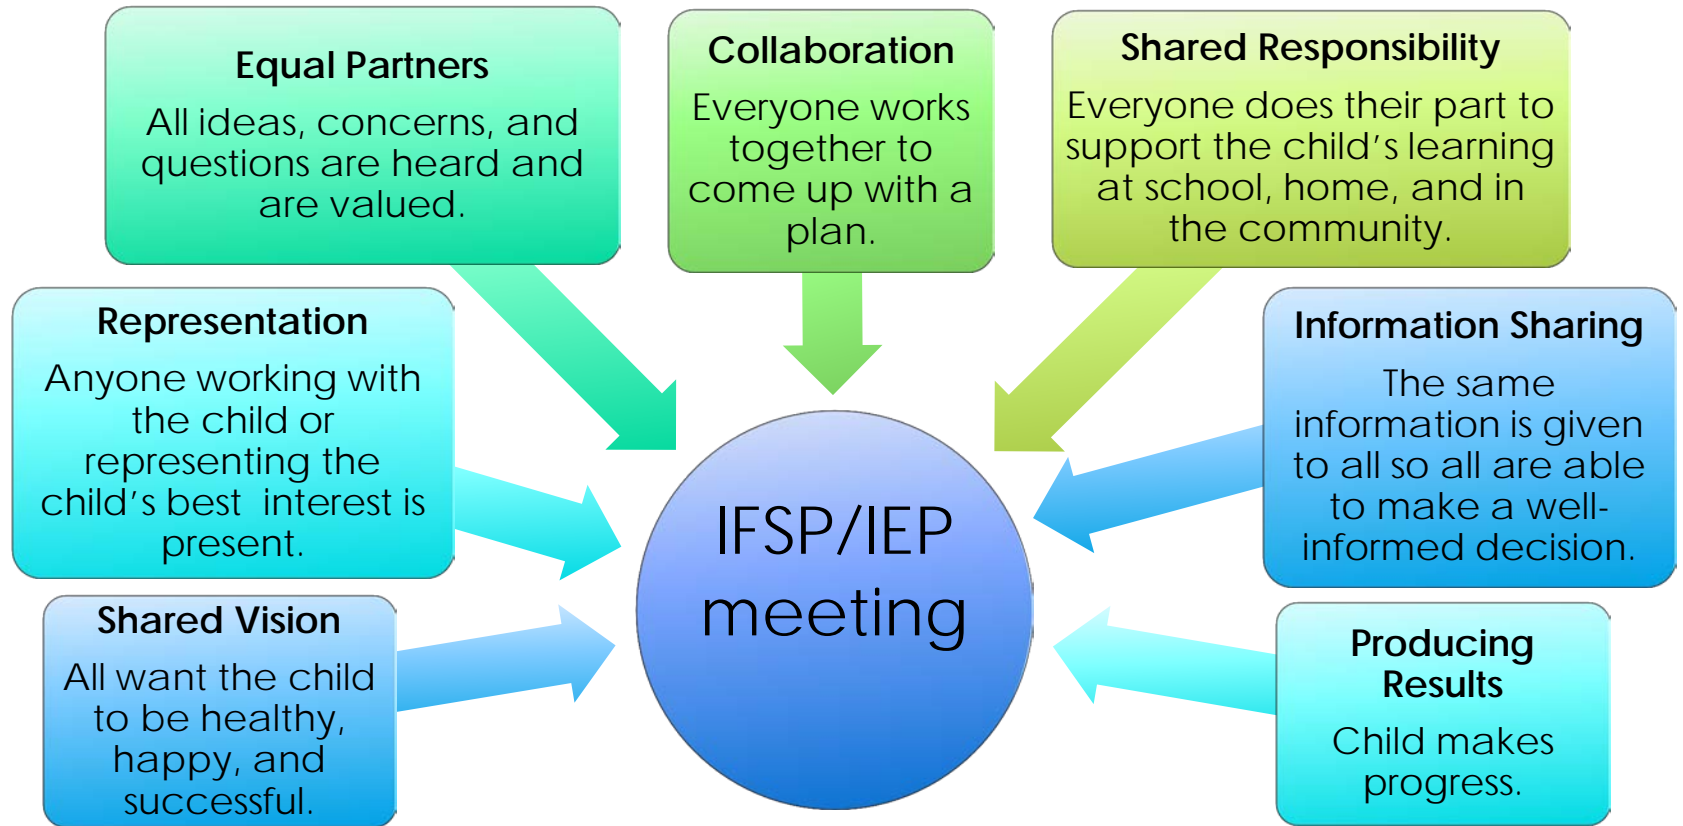 Equal Partners
All ideas, concerns, and
questions are heard and
are valued.
Collaboration
Everyone works
together to
come up with a
plan.
Shared Responsibility
Everyone does their part to
support the child’s learning
at school, home, and in
the community.
Representation
Anyone working with
the child or
representing the
child’s best interest is
present.
Information Sharing
The same
information is given
to all so all are able
to make a well-
informed decision.
IFSP/IEP
meeting
Shared Vision
All want the child
to be healthy,
happy, and
successful.
Producing
Results
Child makes
progress.